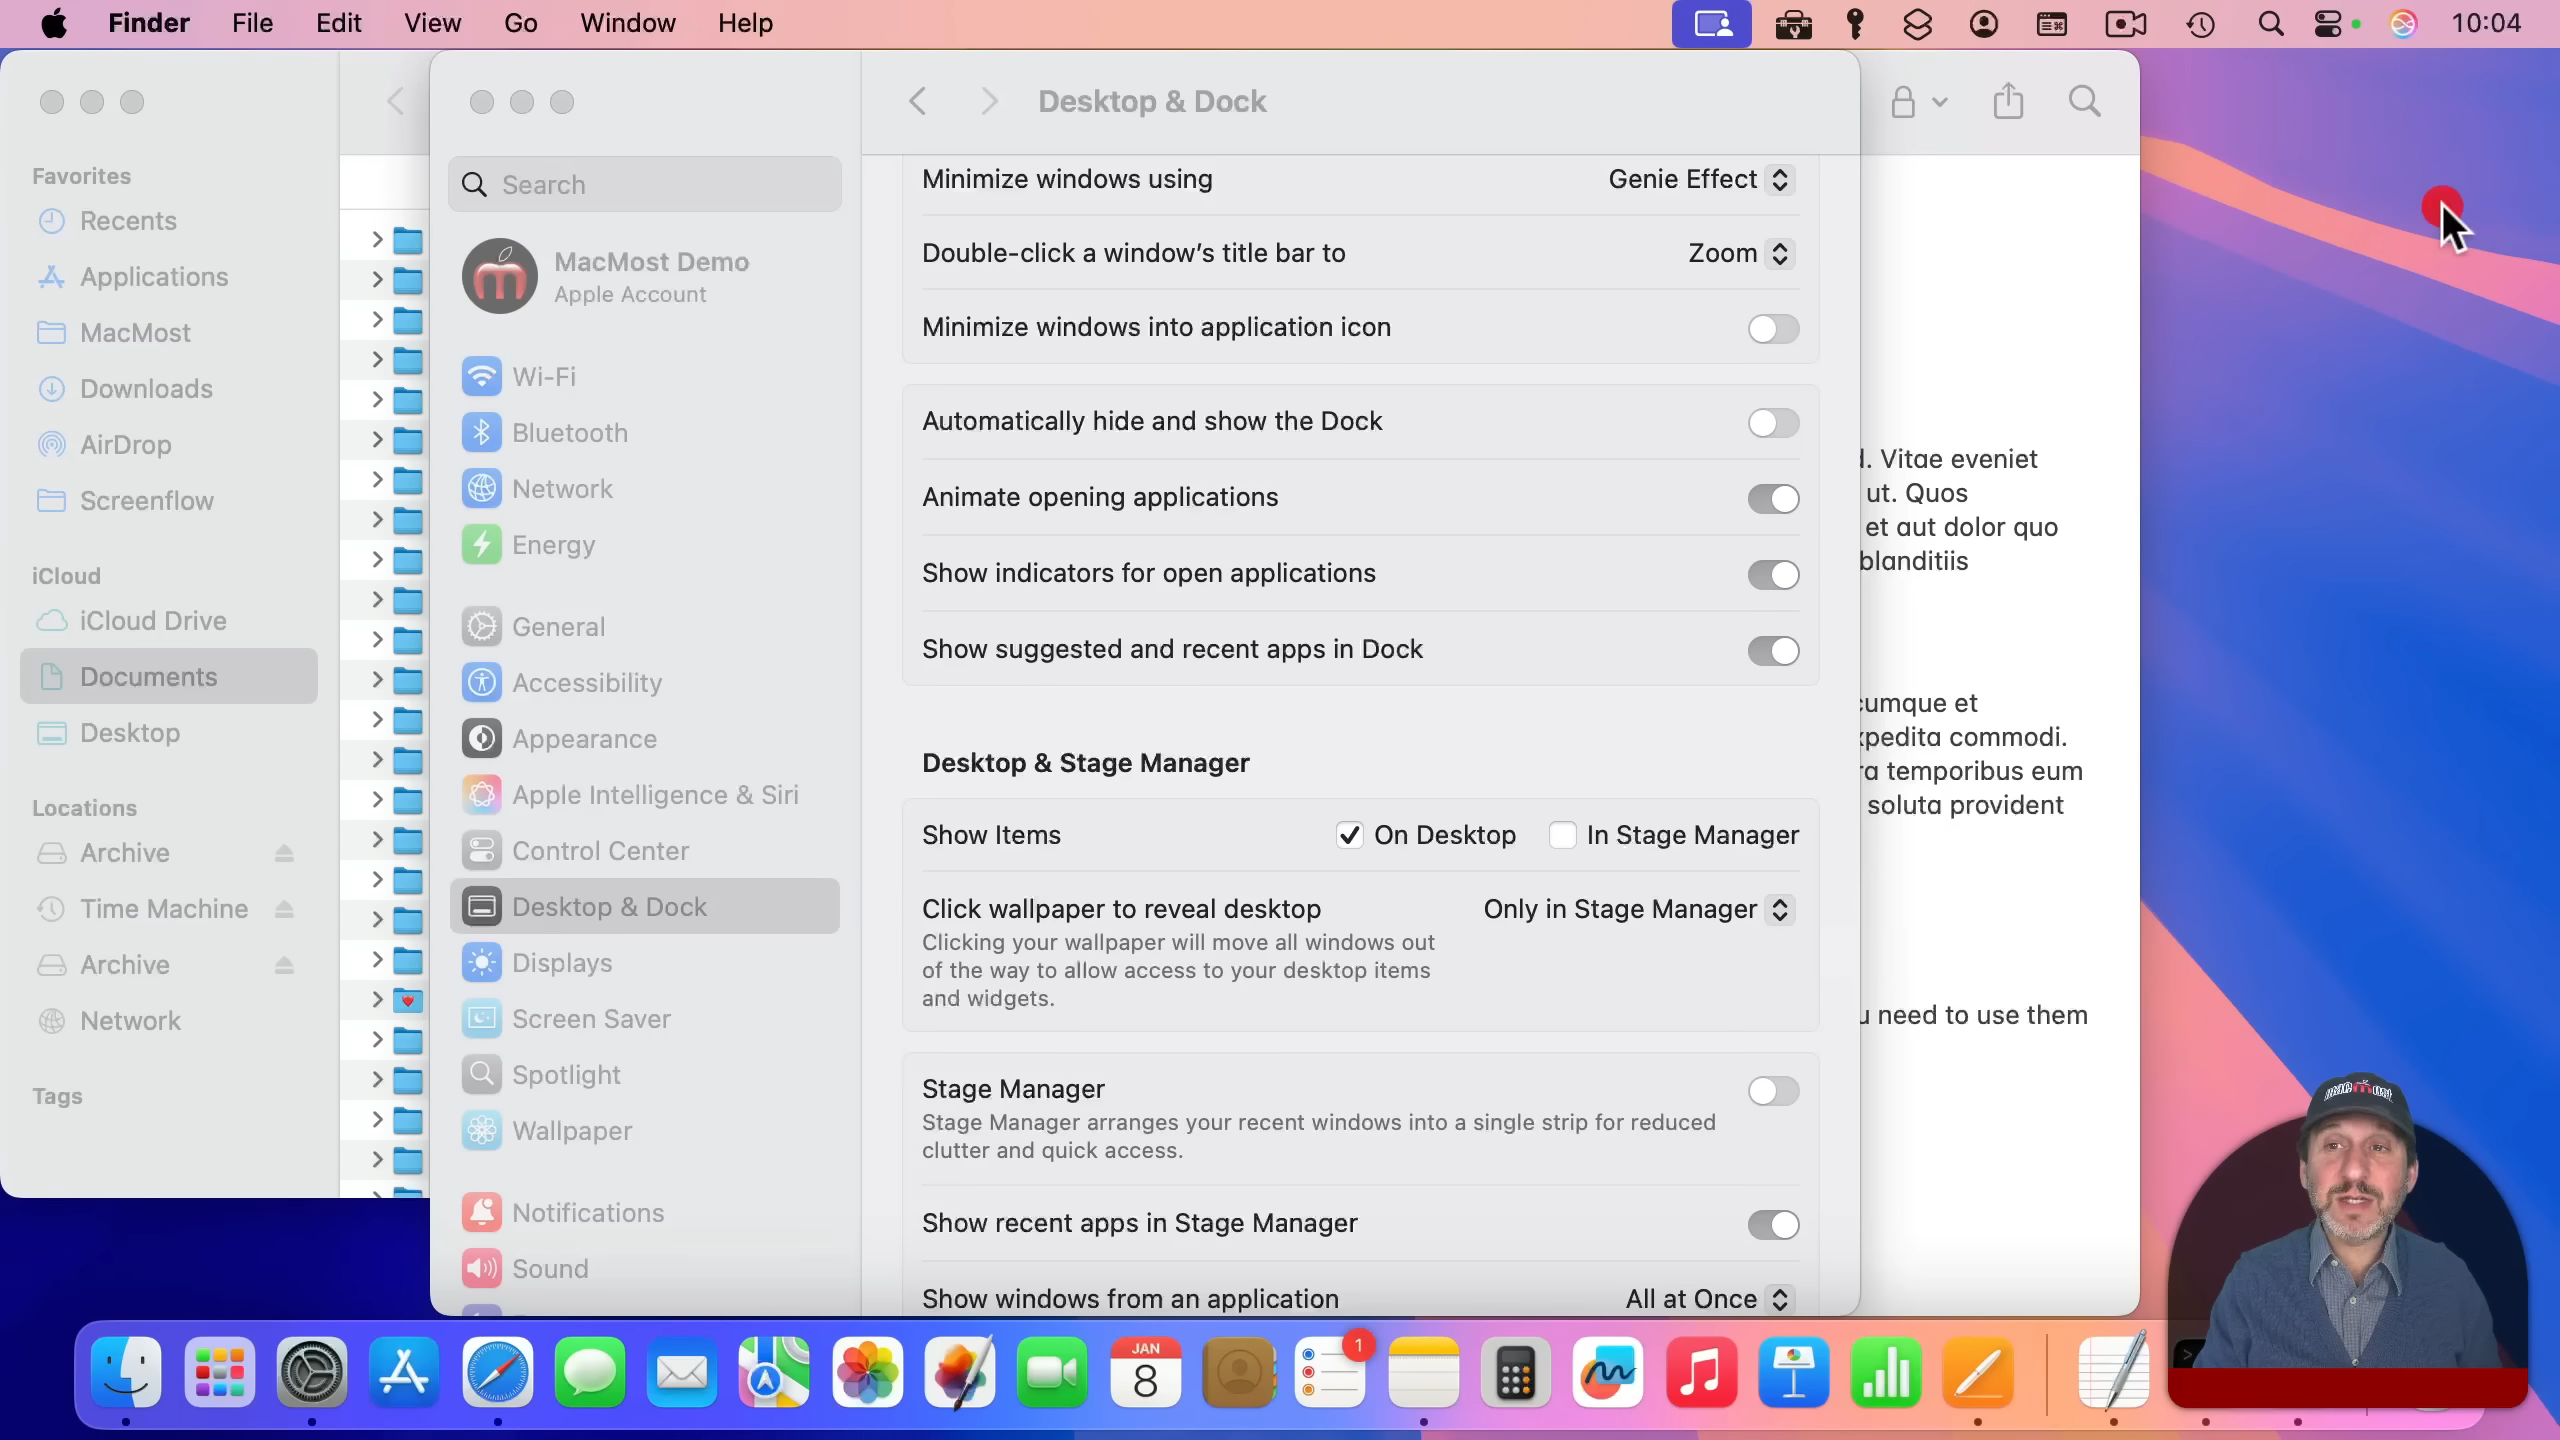 Finder File Edit View Go Window Help 10:04
Favorites
Recents
Applications
MacMost
Downloads
AirDrop
Screenflow
iCloud
iCloud Drive
Documents
Desktop
Locations
Archive
Time Machine
Archive
Network
Tags
Search
MacMost Demo
Apple Account
Wi-Fi
Bluetooth
Network
Energy
General
Accessibility
Appearance
Apple Intelligence & Siri
Control Center
Desktop & Dock
Displays
Screen Saver
Spotlight
Wallpaper
Notifications
Sound
Desktop & Dock
Minimize windows using Genie Effect
Double-click a window's title bar to Zoom
Minimize windows into application icon
Automatically hide and show the Dock
Animate opening applications
Show indicators for open applications
Show suggested and recent apps in Dock
Desktop & Stage Manager
Show Items On Desktop In Stage Manager
Click wallpaper to reveal desktop Only in Stage Manager
Clicking your wallpaper will move all windows out
of the way to allow access to your desktop items
and widgets.
Stage Manager
Stage Manager arranges your recent windows into a single strip for reduced
clutter and quick access.
Show recent apps in Stage Manager
Show windows from an application All at Once
Vitae eveniet
ut. Quos
et aut dolor quo
blanditiis
et
commodi.
temporibus eum
soluta provident
need to use them
JAN
8
1